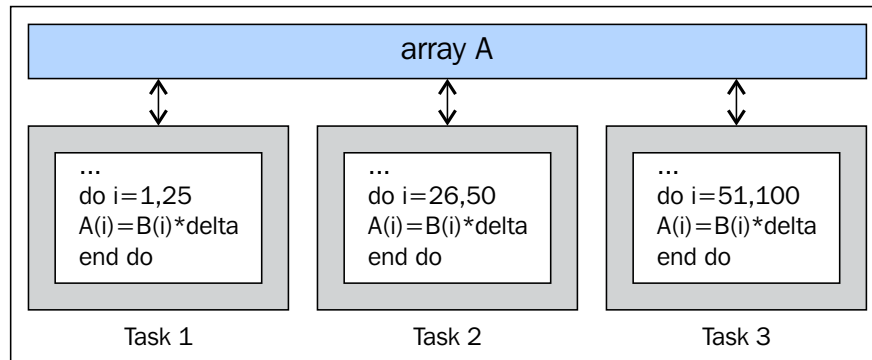 array A
...
do i=1,25
A(i)=B(i)*delta
end do
...
do i=26,50
A(i)=B(i)*delta
end do
...
do i=51,100
A(i)=B(i)*delta
end do
Task 1
Task 2
Task 3